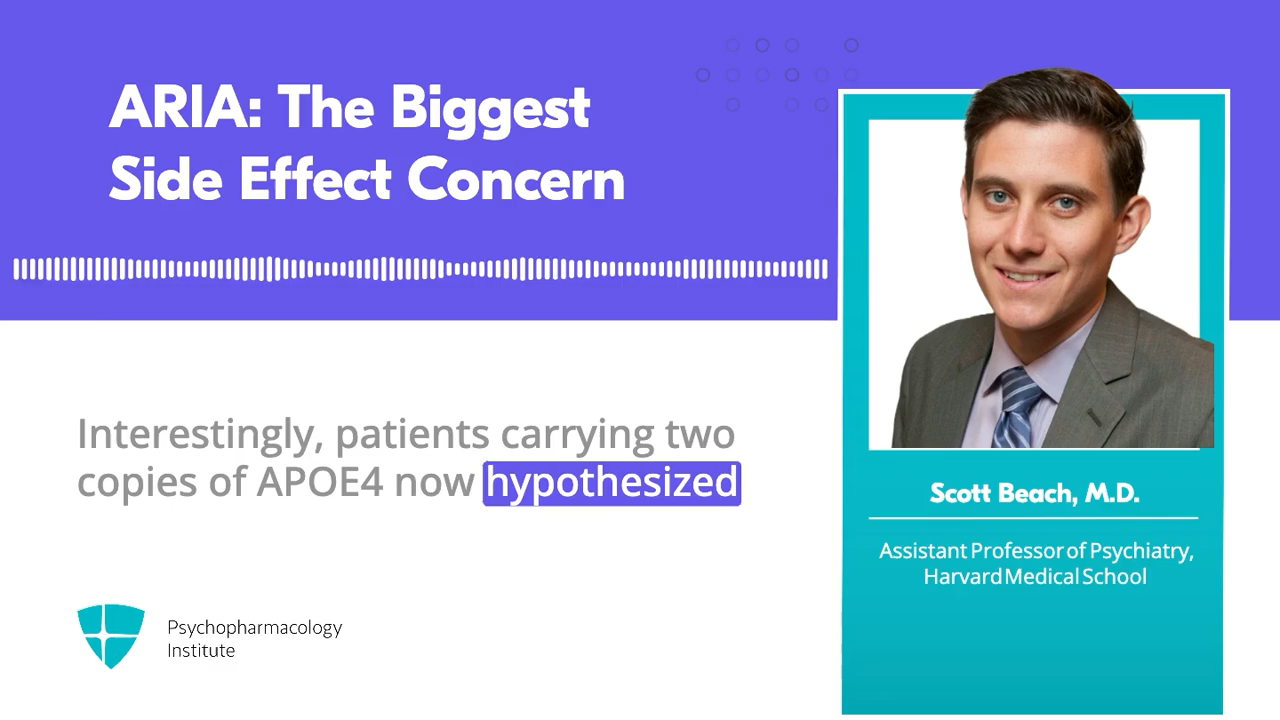 ARIA: The Biggest
Side Effect Concern
Interestingly, patients carrying two
copies of APOE4 now hypothesized
Scott Beach, M.D.
Assistant Professor of Psychiatry,
Harvard Medical School
Psychopharmacology
Institute